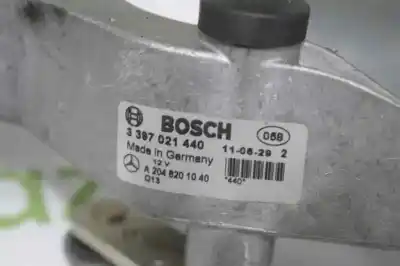 BOSCH
058
3 397 021 440
11-06-29 2
Made in Germany
12 V
A 204 820 10 40
Q13
*440*